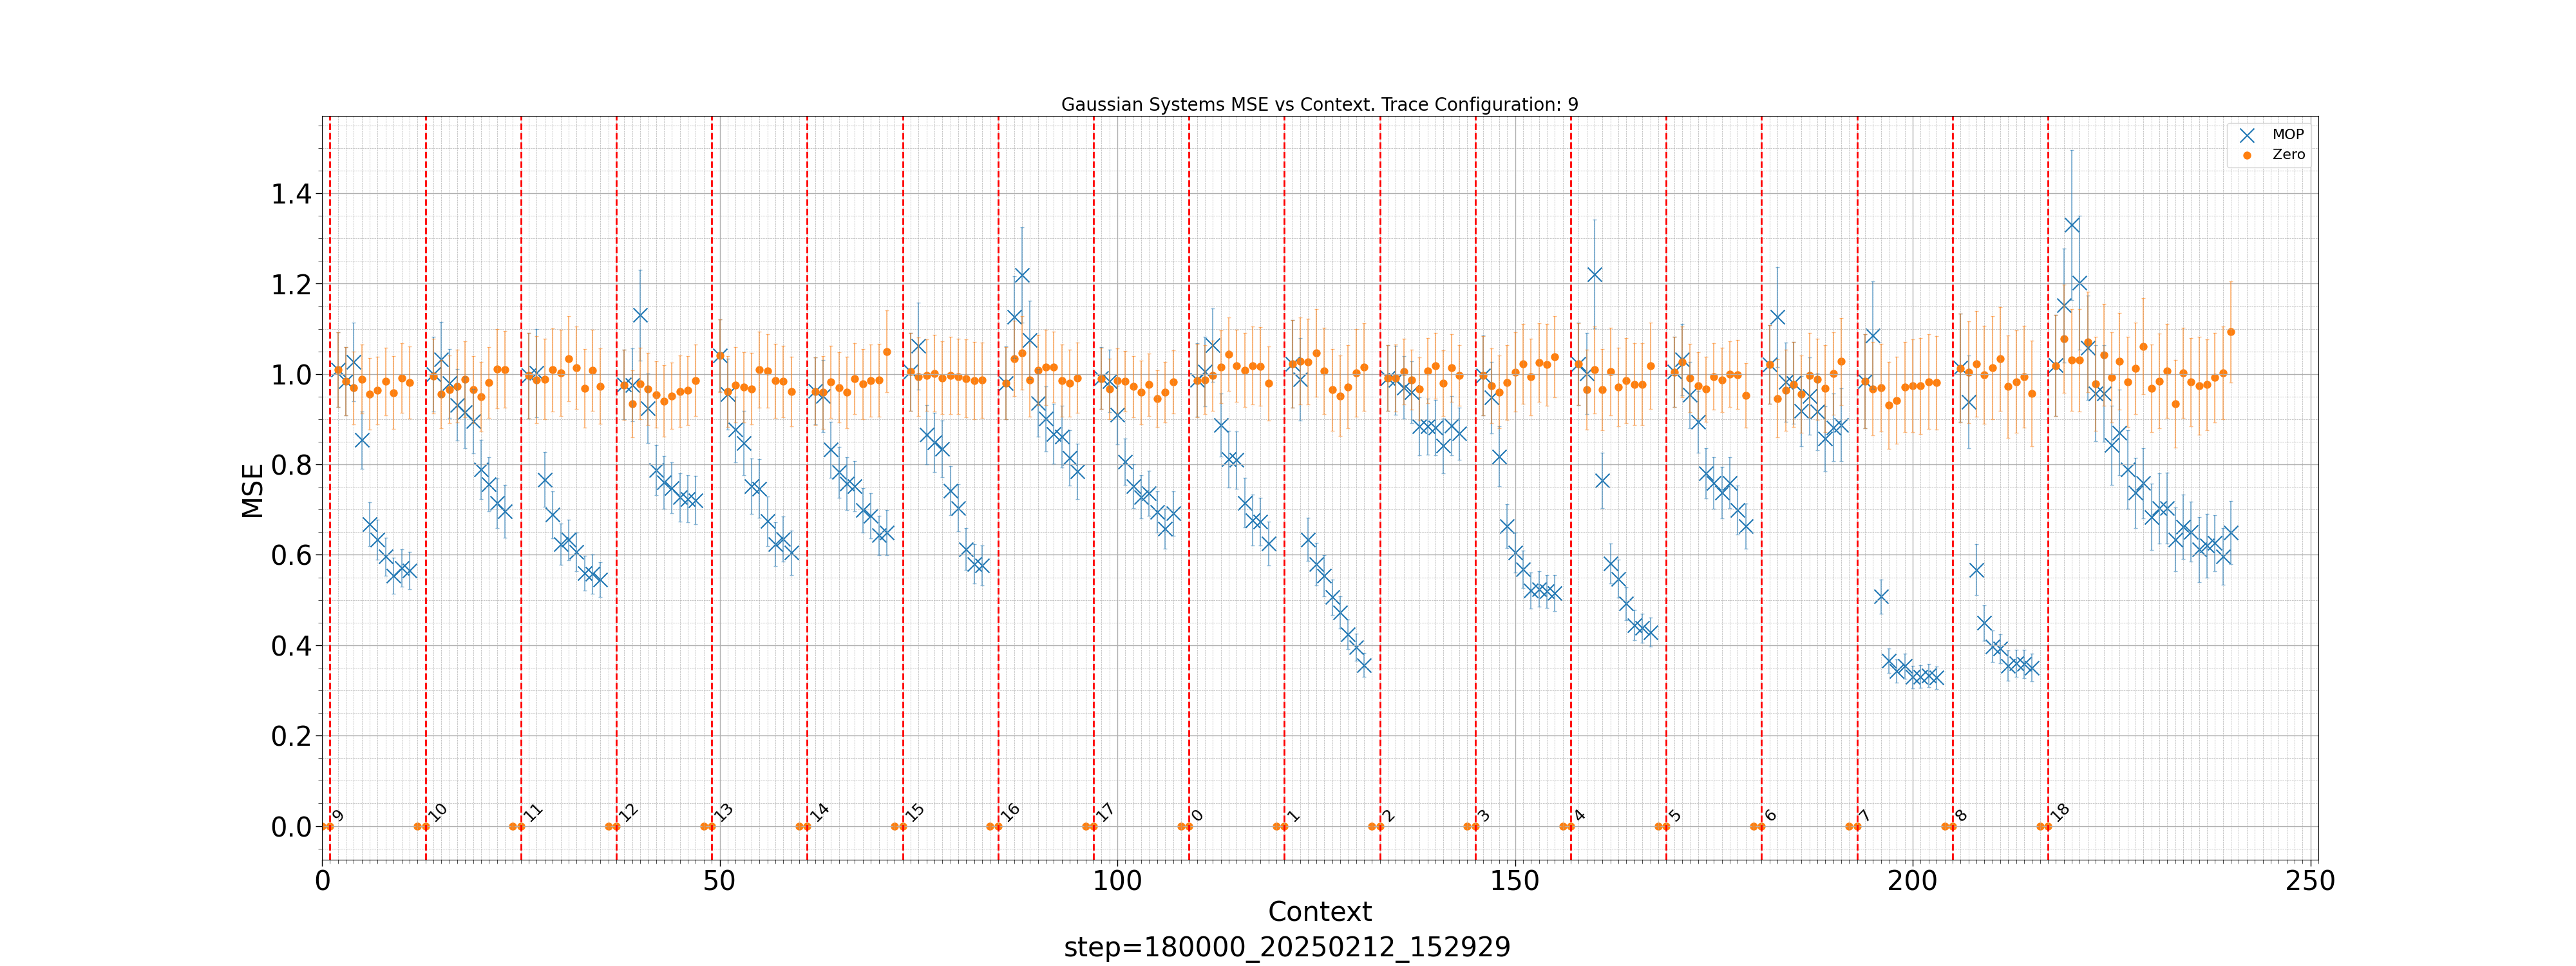 Gaussian Systems MSE vs Context. Trace Configuration: 9
MOP
Zero
MSE
1.4
1.2
1.0
0.8
0.6
0.4
0.2
0.0
9 10 11 12 13 14 15 16 17 0 1 2 3 4 5 6 7 8 18
0 50 100 150 200 250
Context
step=180000_20250212_152929